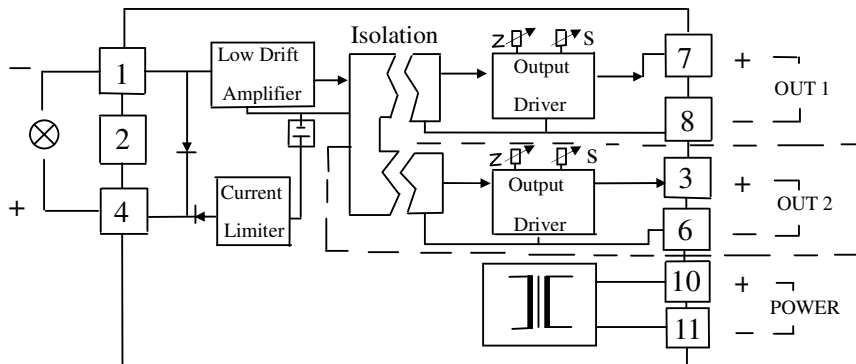 Isolation
1
Low Drift
Amplifier
Z
S
Output
Driver
7
+
OUT 1
8
−
−
2
+
4
Current
Limiter
Z
S
Output
Driver
3
+
OUT 2
6
−
10
+
POWER
11
−